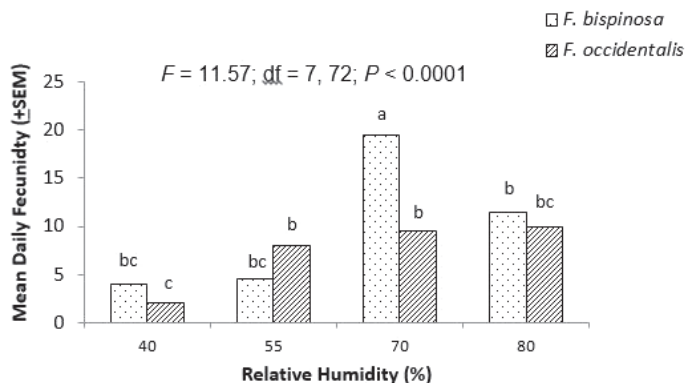 F. bispinosa
F. occidentalis
F = 11.57; df = 7, 72; P < 0.0001
Mean Daily Fecunidty (±SEM)
25
20
15
10
5
0
bc
c
bc
b
a
b
b
bc
40
55
70
80
Relative Humidity (%)